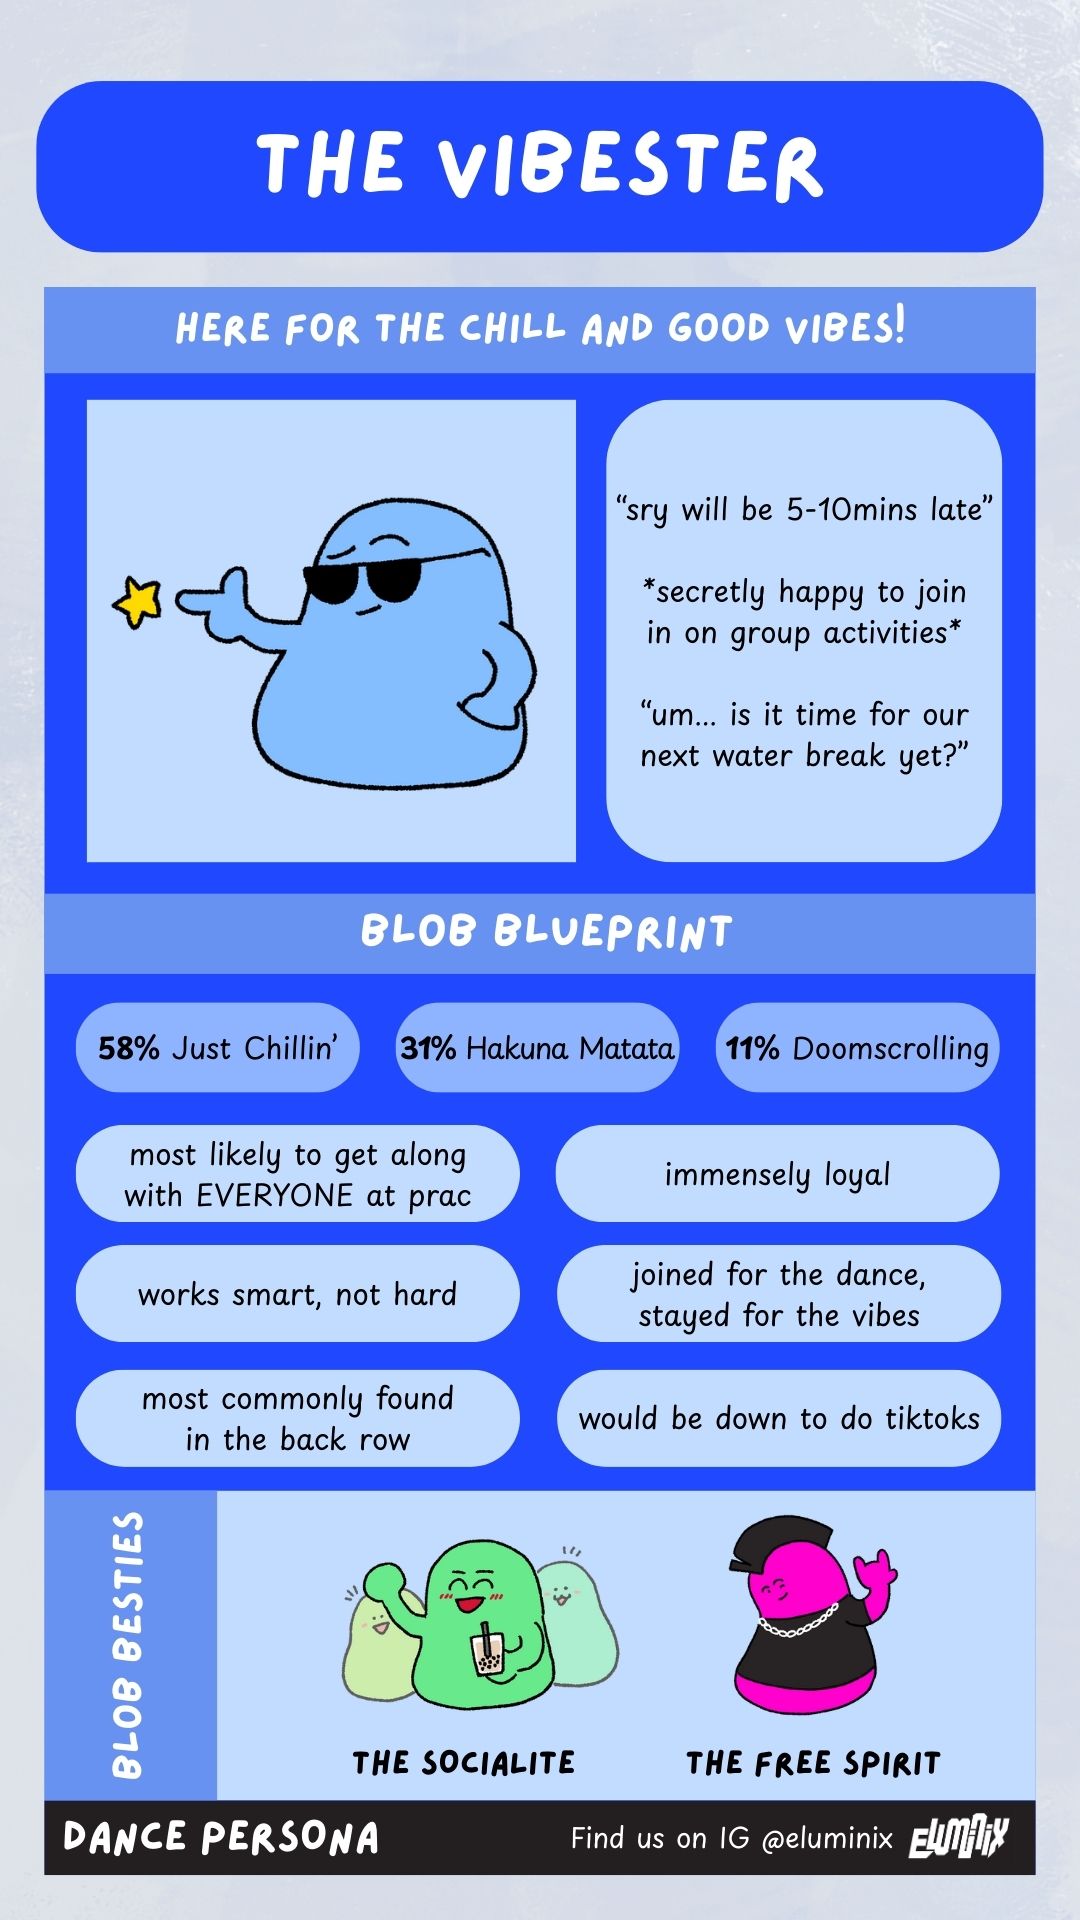 THE VIBESTER
HERE FOR THE CHILL AND GOOD VIBES!
“sry will be 5-10mins late”
*secretly happy to join
in on group activities*
“um... is it time for our
next water break yet?”
BLOB BLUEPRINT
58% Just Chillin’
31% Hakuna Matata
11% Doomscrolling
most likely to get along
with EVERYONE at prac
immensely loyal
works smart, not hard
joined for the dance,
stayed for the vibes
most commonly found
in the back row
would be down to do tiktoks
BLOB BESTIES
THE SOCIALITE
THE FREE SPIRIT
DANCE PERSONA
Find us on IG @eluminix
ELUMINIX